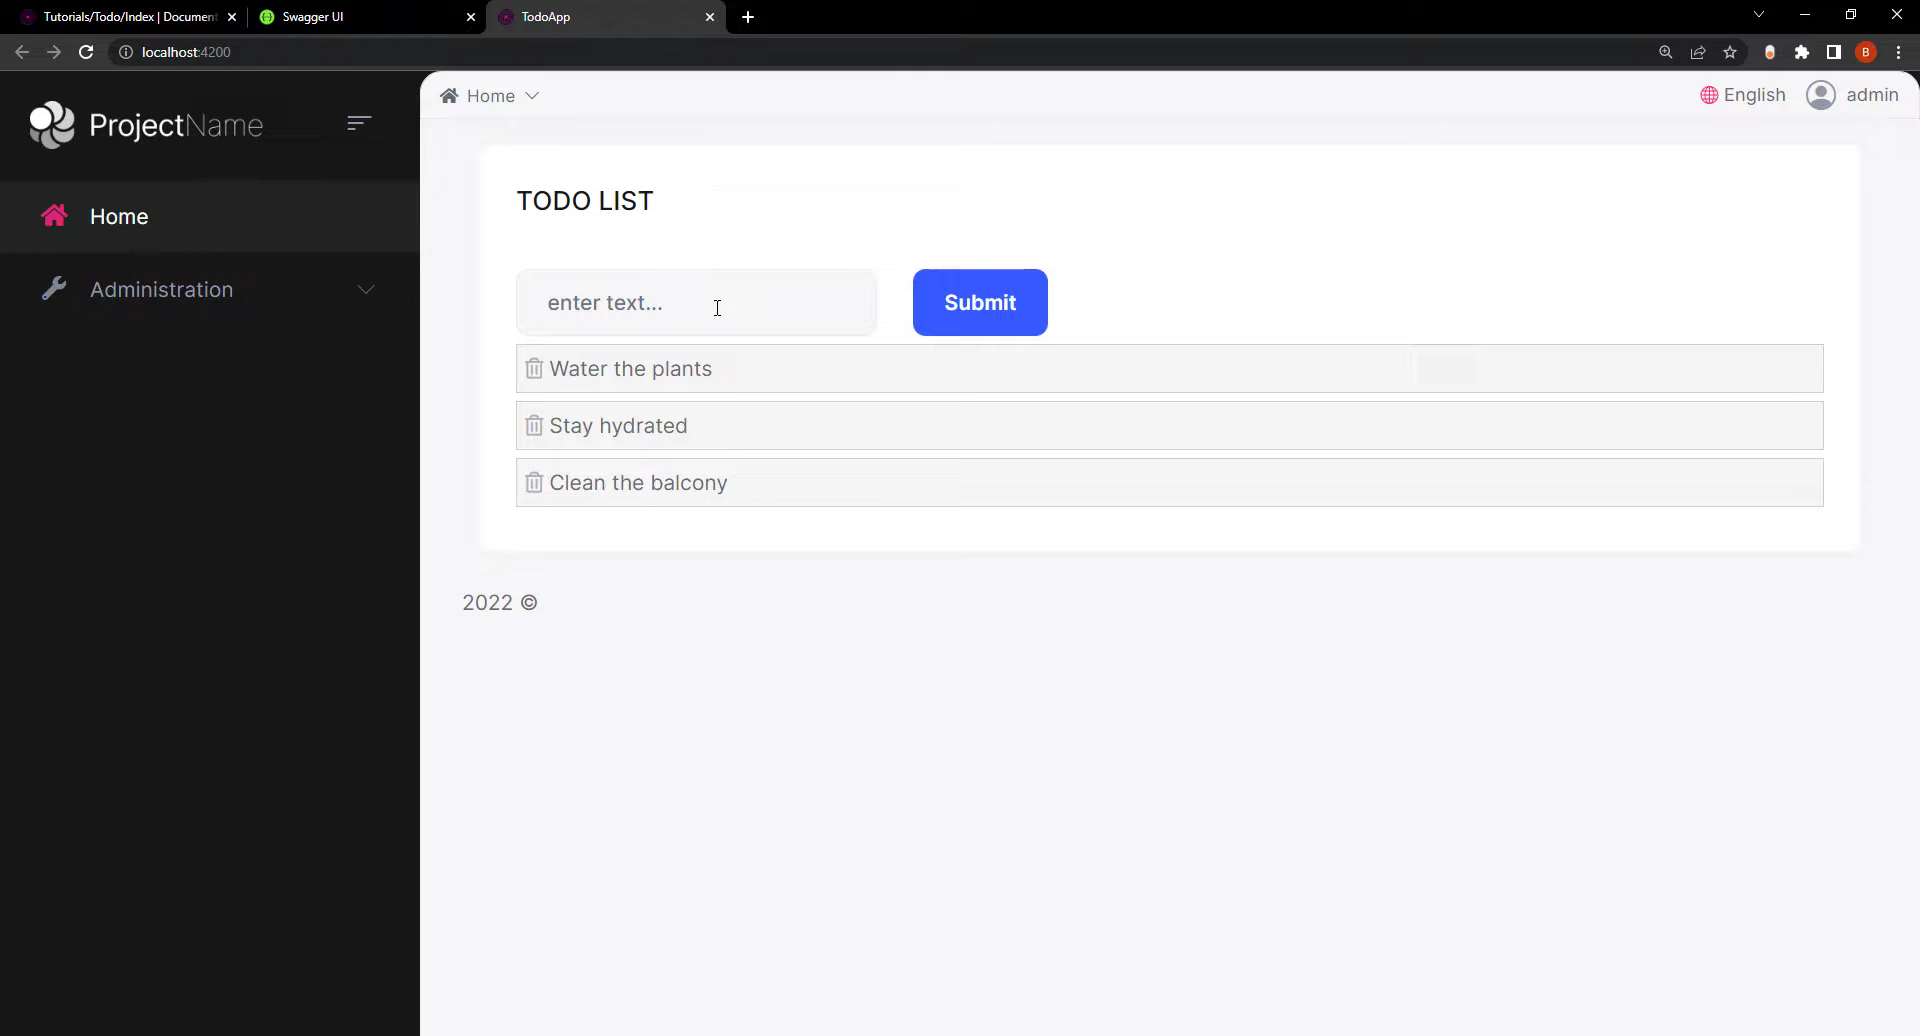 Tutorials/Todo/Index | Document
Swagger UI
TodoApp
localhost:4200
B
ProjectName
Home
English
admin
Home
Administration
TODO LIST
enter text...
Submit
Water the plants
Stay hydrated
Clean the balcony
2022 ©